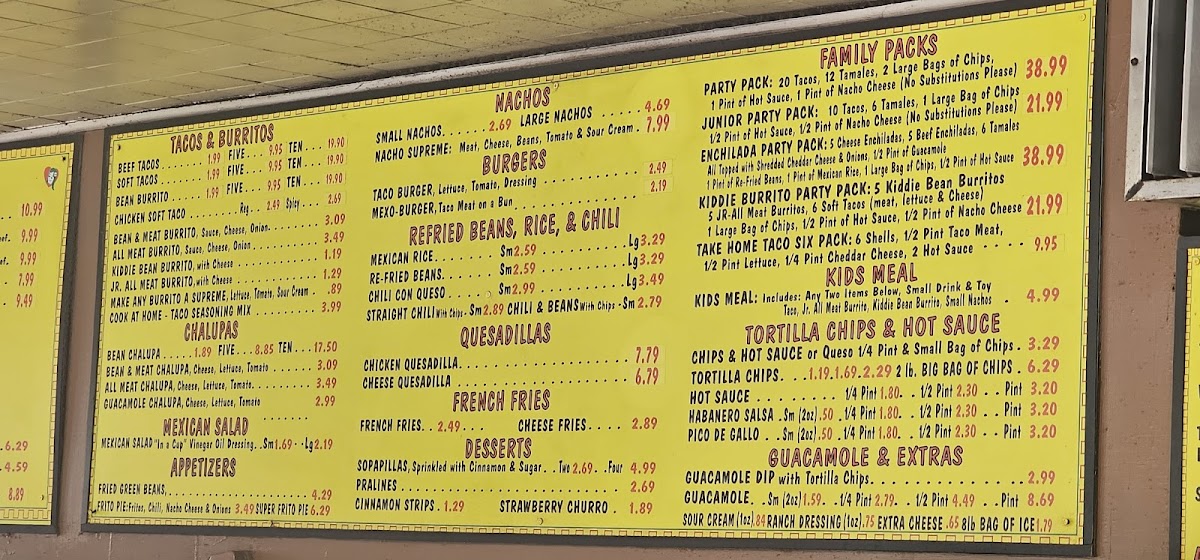 10.99
9.99
9.99
7.99
9.49
6.29
4.59
8.89
TACOS & BURRITOS
BEEF TACOS 1.99 FIVE 9.95 TEN 19.90
SOFT TACOS 1.99 FIVE 9.95 TEN 19.90
BEAN BURRITO 1.99 FIVE 9.95 TEN 19.90
CHICKEN SOFT TACO Reg 2.49 Spicy 2.69
BEAN & MEAT BURRITO, Sauce, Cheese, Onion 3.09
ALL MEAT BURRITO, Sauce, Cheese, Onion 3.49
KIDDIE BEAN BURRITO, with Cheese 1.19
JR. ALL MEAT BURRITO, with Cheese 1.29
MAKE ANY BURRITO A SUPREME, Lettuce, Tomato, Sour Cream .89
COOK AT HOME - TACO SEASONING MIX 3.99
CHALUPAS
BEAN CHALUPA 1.89 FIVE 8.85 TEN 17.50
BEAN & MEAT CHALUPA, Cheese, Lettuce, Tomato 3.09
ALL MEAT CHALUPA, Cheese, Lettuce, Tomato 3.49
GUACAMOLE CHALUPA, Cheese, Lettuce, Tomato 2.99
MEXICAN SALAD
MEXICAN SALAD "In a Cup" Vinegar Oil Dressing Sm 1.69 Lg 2.19
APPETIZERS
FRIED GREEN BEANS 4.29
FRITO PIE: Fritos, Chili, Nacho Cheese & Onions 3.49 SUPER FRITO PIE 6.29
NACHOS
SMALL NACHOS 2.69 LARGE NACHOS 4.69
NACHO SUPREME: Meat, Cheese, Beans, Tomato & Sour Cream 7.99
BURGERS
TACO BURGER, Lettuce, Tomato, Dressing 2.49
MEXO-BURGER, Taco Meat on a Bun 2.19
REFRIED BEANS, RICE, & CHILI
MEXICAN RICE Sm 2.59 Lg 3.29
RE-FRIED BEANS Sm 2.59 Lg 3.29
CHILI CON QUESO Sm 2.99 Lg 3.49
STRAIGHT CHILI With Chips - Sm 2.89 CHILI & BEANS With Chips - Sm 2.79
QUESADILLAS
CHICKEN QUESADILLA 7.79
CHEESE QUESADILLA 6.79
FRENCH FRIES
FRENCH FRIES 2.49 CHEESE FRIES 2.89
DESSERTS
SOPAPILLAS, Sprinkled with Cinnamon & Sugar Two 2.69 Four 4.99
PRALINES 2.69
CINNAMON STRIPS 1.29 STRAWBERRY CHURRO 1.89
FAMILY PACKS
PARTY PACK: 20 Tacos, 12 Tamales, 2 Large Bags of Chips,
1 Pint of Hot Sauce, 1 Pint of Nacho Cheese (No Substitutions Please) 38.99
JUNIOR PARTY PACK: 10 Tacos, 6 Tamales, 1 Large Bag of Chips
1/2 Pint of Hot Sauce, 1/2 Pint of Nacho Cheese (No Substitutions Please) 21.99
ENCHILADA PARTY PACK: 5 Cheese Enchiladas, 5 Beef Enchiladas, 6 Tamales
All Topped with Shredded Cheddar Cheese & Onions, 1/2 Pint of Guacamole
1 Pint of Re-Fried Beans, 1 Pint of Mexican Rice, 1 Large Bag of Chips, 1/2 Pint of Hot Sauce 38.99
KIDDIE BURRITO PARTY PACK: 5 Kiddie Bean Burritos
5 JR-All Meat Burritos, 6 Soft Tacos (meat, lettuce & cheese)
1 Large Bag of Chips, 1/2 Pint of Hot Sauce, 1/2 Pint of Nacho Cheese 21.99
TAKE HOME TACO SIX PACK: 6 Shells, 1/2 Pint Taco Meat,
1/2 Pint Lettuce, 1/4 Pint Cheddar Cheese, 2 Hot Sauce 9.95
KIDS MEAL
KIDS MEAL: Includes: Any Two Items Below, Small Drink & Toy
Taco, Jr. All Meat Burrito, Kiddie Bean Burrito, Small Nachos 4.99
TORTILLA CHIPS & HOT SAUCE
CHIPS & HOT SAUCE or Queso 1/4 Pint & Small Bag of Chips 3.29
TORTILLA CHIPS 1.19 1.69 2.29 2 lb. BIG BAG OF CHIPS 6.29
HOT SAUCE 1/4 Pint 1.80 1/2 Pint 2.30 Pint 3.20
HABANERO SALSA Sm (2oz) .50 1/4 Pint 1.80 1/2 Pint 2.30 Pint 3.20
PICO DE GALLO Sm (2oz) .50 1/4 Pint 1.80 1/2 Pint 2.30 Pint 3.20
GUACAMOLE & EXTRAS
GUACAMOLE DIP with Tortilla Chips 2.99
GUACAMOLE Sm (2oz) 1.59 1/4 Pint 2.79 1/2 Pint 4.49 Pint 8.69
SOUR CREAM (1oz) .84 RANCH DRESSING (1oz) .75 EXTRA CHEESE .65 8lb BAG OF ICE 1.79